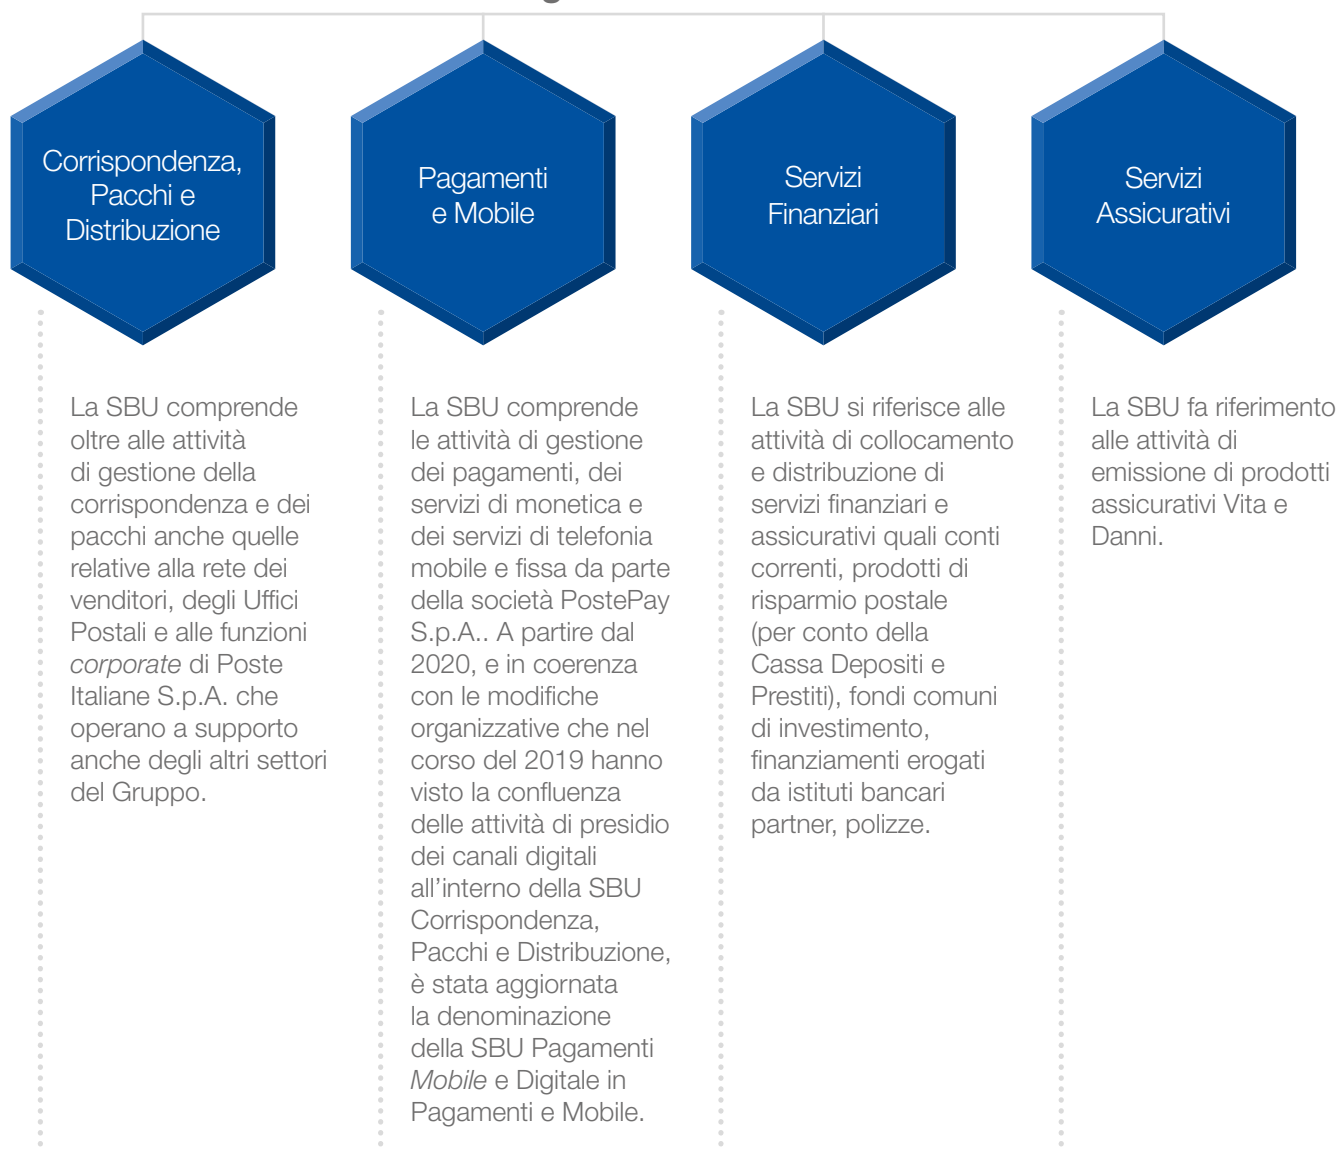 Corrispondenza,
Pacchi e
Distribuzione
Pagamenti
e Mobile
Servizi
Finanziari
Servizi
Assicurativi
La SBU comprende
oltre alle attività
di gestione della
corrispondenza e dei
pacchi anche quelle
relative alla rete dei
venditori, degli Uffici
Postali e alle funzioni
corporate di Poste
Italiane S.p.A. che
operano a supporto
anche degli altri settori
del Gruppo.
La SBU comprende
le attività di gestione
dei pagamenti, dei
servizi di monetica e
dei servizi di telefonia
mobile e fissa da parte
della società PostePay
S.p.A.. A partire dal
2020, e in coerenza
con le modifiche
organizzative che nel
corso del 2019 hanno
visto la confluenza
delle attività di presidio
dei canali digitali
all’interno della SBU
Corrispondenza,
Pacchi e Distribuzione,
è stata aggiornata
la denominazione
della SBU Pagamenti
Mobile e Digitale in
Pagamenti e Mobile.
La SBU si riferisce alle
attività di collocamento
e distribuzione di
servizi finanziari e
assicurativi quali conti
correnti, prodotti di
risparmio postale
(per conto della
Cassa Depositi e
Prestiti), fondi comuni
di investimento,
finanziamenti erogati
da istituti bancari
partner, polizze.
La SBU fa riferimento
alle attività di
emissione di prodotti
assicurativi Vita e
Danni.